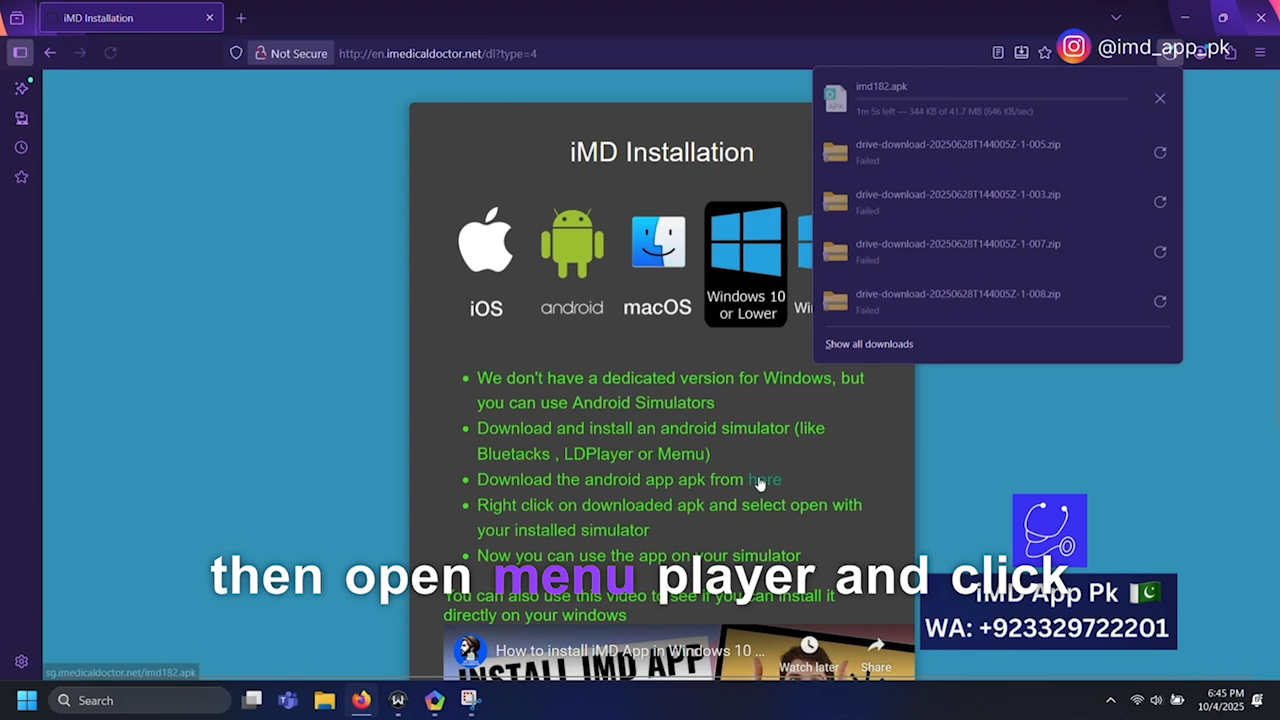 iMD Installation
Not Secure
http://en.imedicaldoctor.net/dl?type=4
@imd_app_pk
imd182.apk
1m 5s left — 344 KB of 41.7 MB (646 KB/sec)
drive-download-20250628T144005Z-1-005.zip
Failed
drive-download-20250628T144005Z-1-003.zip
Failed
drive-download-20250628T144005Z-1-007.zip
Failed
drive-download-20250628T144005Z-1-008.zip
Failed
Show all downloads
iMD Installation
iOS
android
macOS
Windows 10
or Lower
Wi
• We don't have a dedicated version for Windows, but
you can use Android Simulators
• Download and install an android simulator (like
Bluetacks , LDPlayer or Memu)
• Download the android app apk from here
• Right click on downloaded apk and select open with
your installed simulator
• Now you can use the app on your simulator
then open menu player and click
You can also use this video to see if you can install it
directly on your windows
How to install iMD App in Windows 10 ...
Watch later
Share
INSTALL IMD APP
iMD App Pk
WA: +923329722201
sg.imedicaldoctor.net/imd182.apk
Search
6:45 PM
10/4/2025